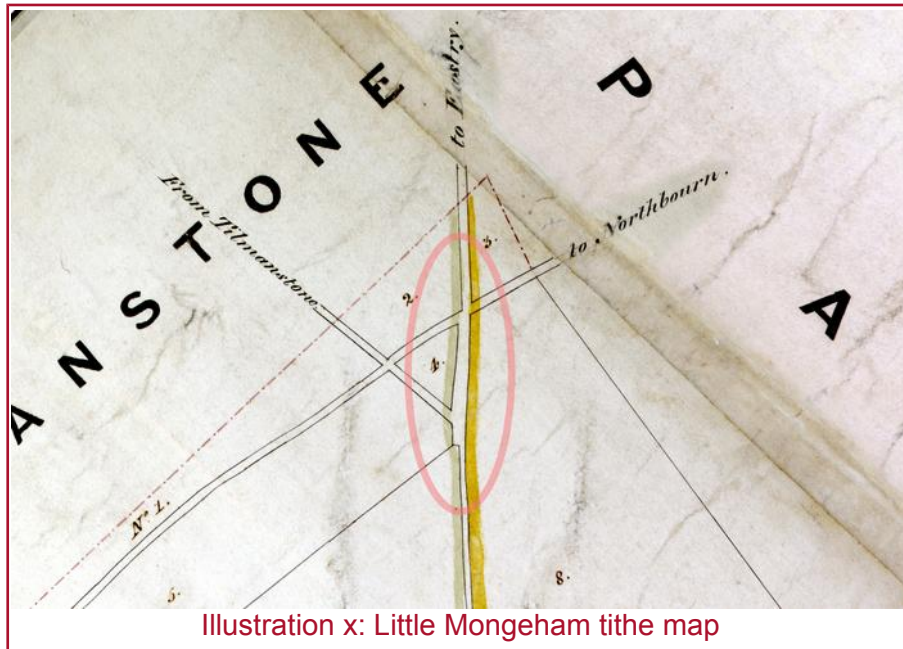 to Eastry.
P
A
ANSTONE
From Tilmanstone
to Northbourn.
2.
3.
4.
No. 1.
5.
8.
Illustration x: Little Mongeham tithe map